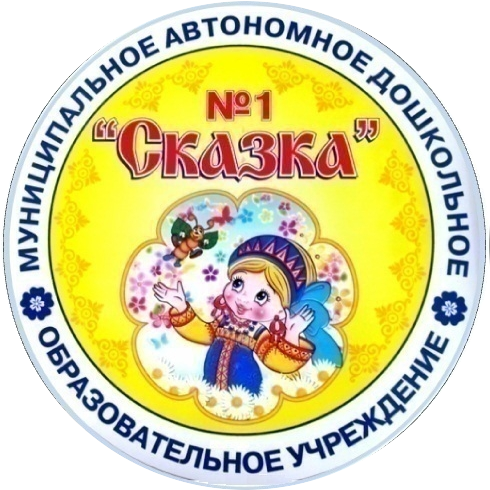 МУНИЦИПАЛЬНОЕ АВТОНОМНОЕ ДОШКОЛЬНОЕ
№1
“Сказка”
ОБРАЗОВАТЕЛЬНОЕ УЧРЕЖДЕНИЕ